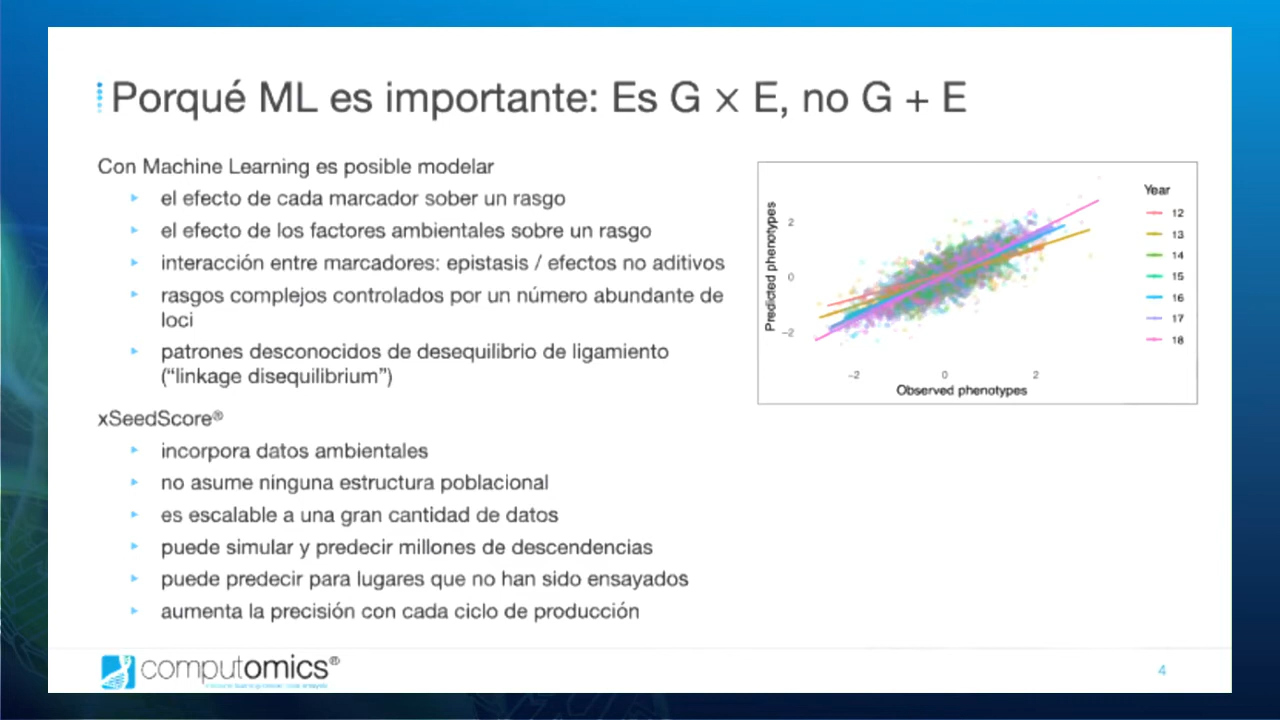 Porqué ML es importante: Es G × E, no G + E
Con Machine Learning es posible modelar
el efecto de cada marcador sober un rasgo
el efecto de los factores ambientales sobre un rasgo
interacción entre marcadores: epistasis / efectos no aditivos
rasgos complejos controlados por un número abundante de
loci
patrones desconocidos de desequilibrio de ligamiento
(“linkage disequilibrium”)
xSeedScore®
incorpora datos ambientales
no asume ninguna estructura poblacional
es escalable a una gran cantidad de datos
puede simular y predecir millones de descendencias
puede predecir para lugares que no han sido ensayados
aumenta la precisión con cada ciclo de producción
Predicted phenotypes
2
0
−2
−2 0 2
Observed phenotypes
Year
12
13
14
15
16
17
18
computomics®
4